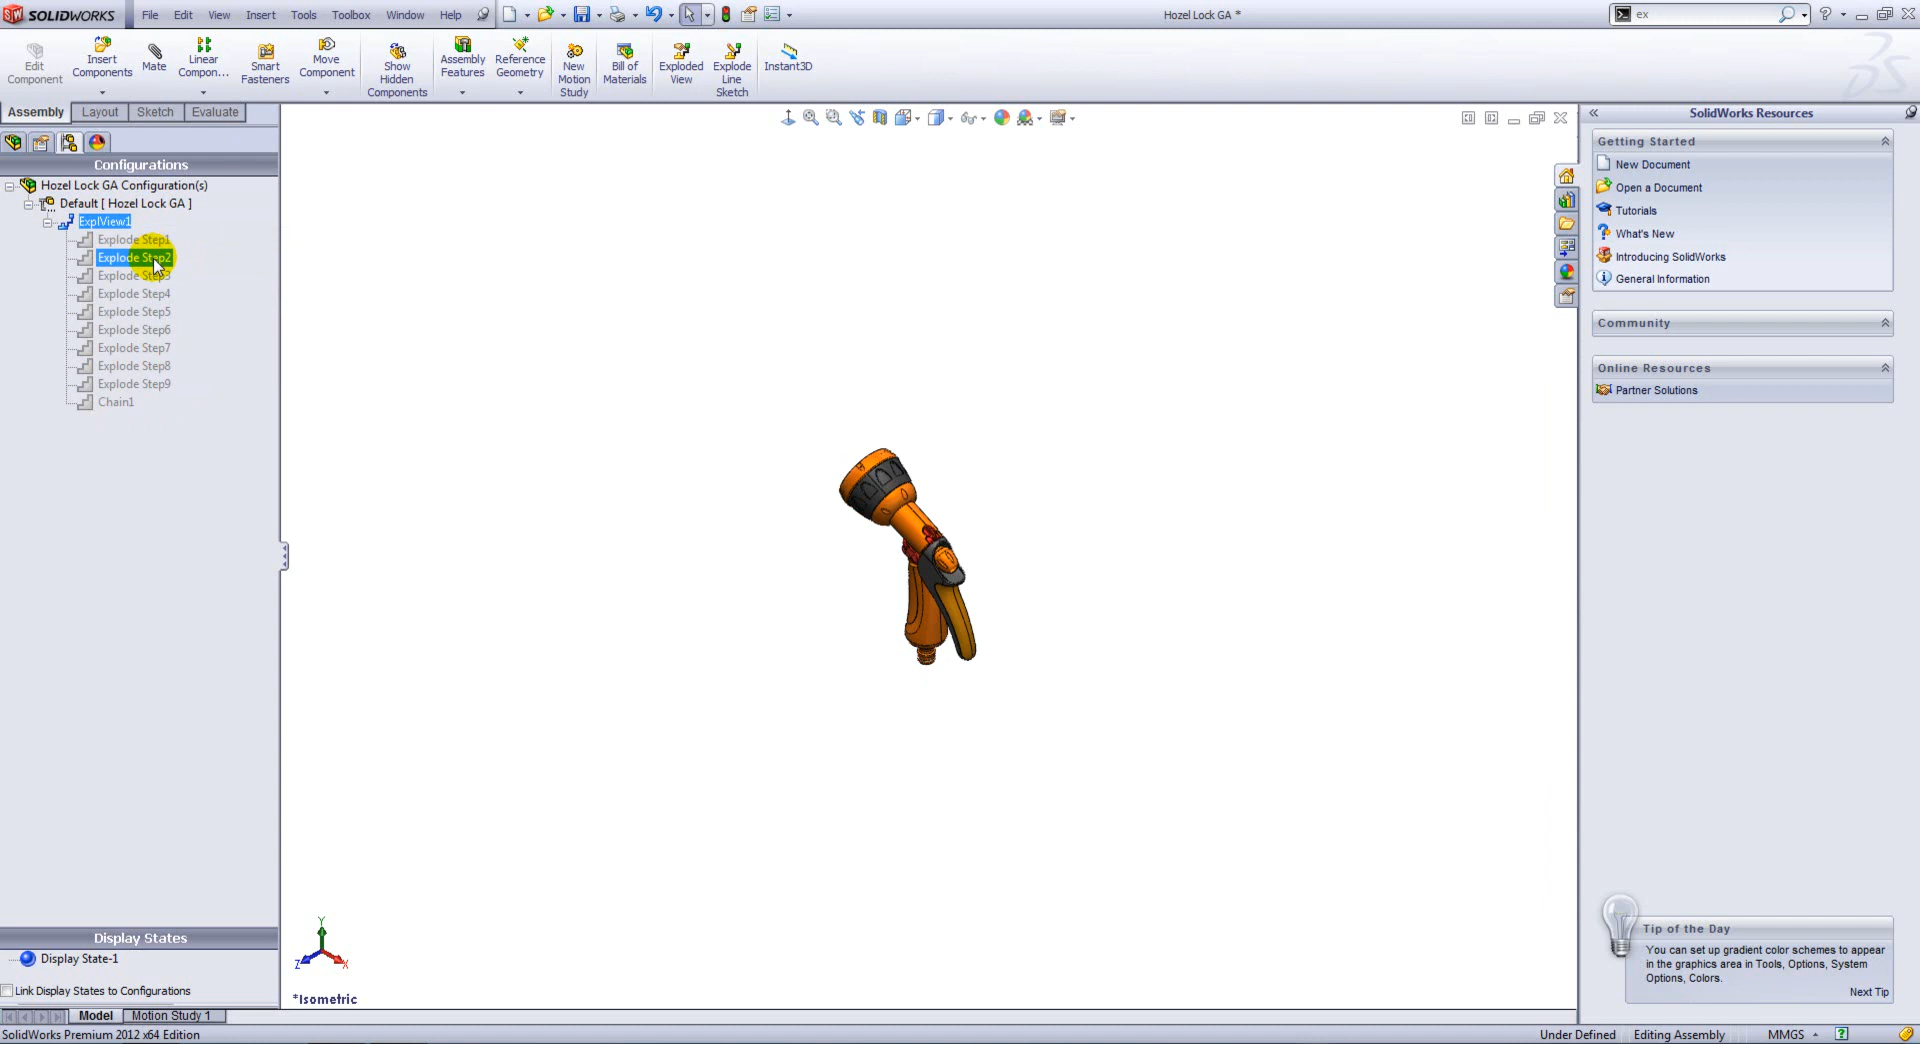 SOLIDWORKS File Edit View Insert Tools Toolbox Window Help Hozel Lock GA * ex
Edit Component
Insert Components
Mate
Linear Compon...
Smart Fasteners
Move Component
Show Hidden Components
Assembly Features
Reference Geometry
New Motion Study
Bill of Materials
Exploded View
Explode Line Sketch
Instant3D
Assembly Layout Sketch Evaluate
Configurations
Hozel Lock GA Configuration(s)
Default [ Hozel Lock GA ]
ExplView1
Explode Step1
Explode Step2
Explode Step3
Explode Step4
Explode Step5
Explode Step6
Explode Step7
Explode Step8
Explode Step9
Chain1
Display States
Display State-1
Link Display States to Configurations
Y
Z X
*Isometric
SolidWorks Resources
Getting Started
New Document
Open a Document
Tutorials
What's New
Introducing SolidWorks
General Information
Community
Online Resources
Partner Solutions
Tip of the Day
You can set up gradient color schemes to appear
in the graphics area in Tools, Options, System
Options, Colors.
Next Tip
Model Motion Study 1
SolidWorks Premium 2012 x64 Edition Under Defined Editing Assembly MMGS